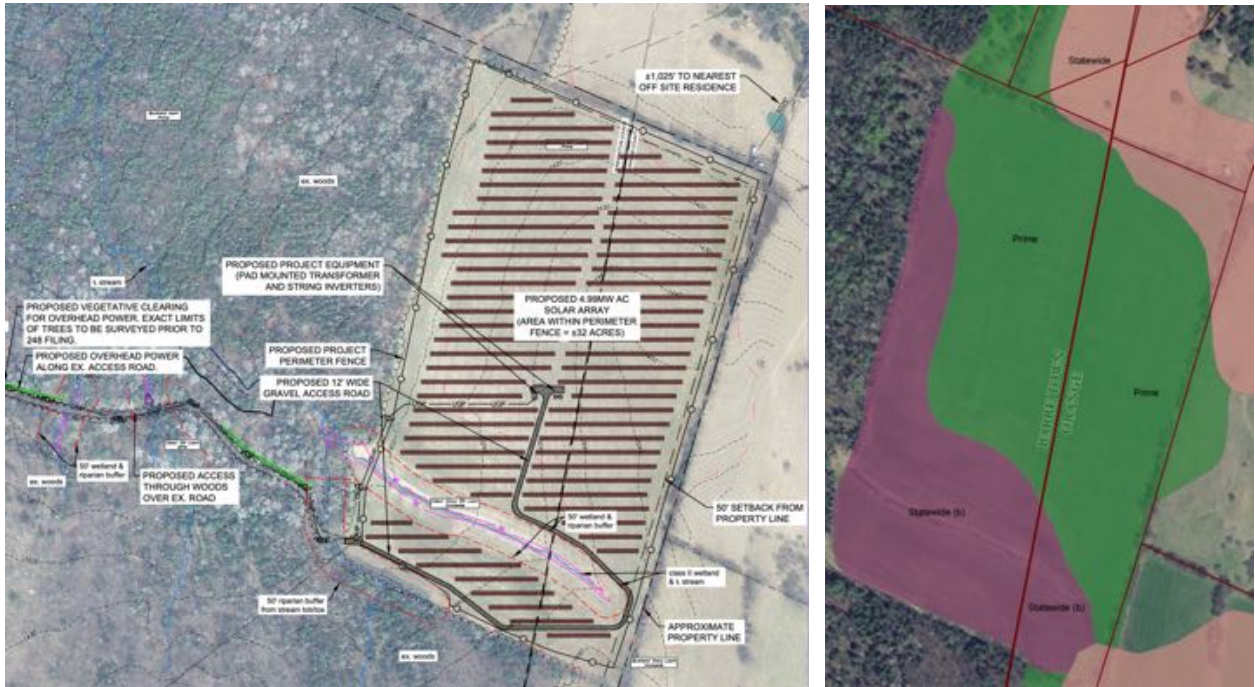 ±1,025' TO NEAREST
OFF SITE RESIDENCE
ex. woods
PROPOSED PROJECT EQUIPMENT
(PAD MOUNTED TRANSFORMER
AND STRING INVERTERS)
t. stream
PROPOSED VEGETATIVE CLEARING
FOR OVERHEAD POWER. EXACT LIMITS
OF TREES TO BE SURVEYED PRIOR TO
248 FILING.
PROPOSED 4.99MW AC
SOLAR ARRAY
(AREA WITHIN PERIMETER
FENCE = ±32 ACRES)
PROPOSED OVERHEAD POWER
ALONG EX. ACCESS ROAD.
PROPOSED PROJECT
PERIMETER FENCE
PROPOSED 12' WIDE
GRAVEL ACCESS ROAD
50' wetland &
riparian buffer
ex. woods
PROPOSED ACCESS
THROUGH WOODS
OVER EX. ROAD
50' SETBACK FROM
PROPERTY LINE
50' wetland &
riparian buffer
class II wetland
& t. stream
50' riparian buffer
from stream
APPROXIMATE
PROPERTY LINE
ex. woods
Statewide
Prime
Prime
BARRE TOWN
ORANGE
Statewide (b)
Statewide (b)